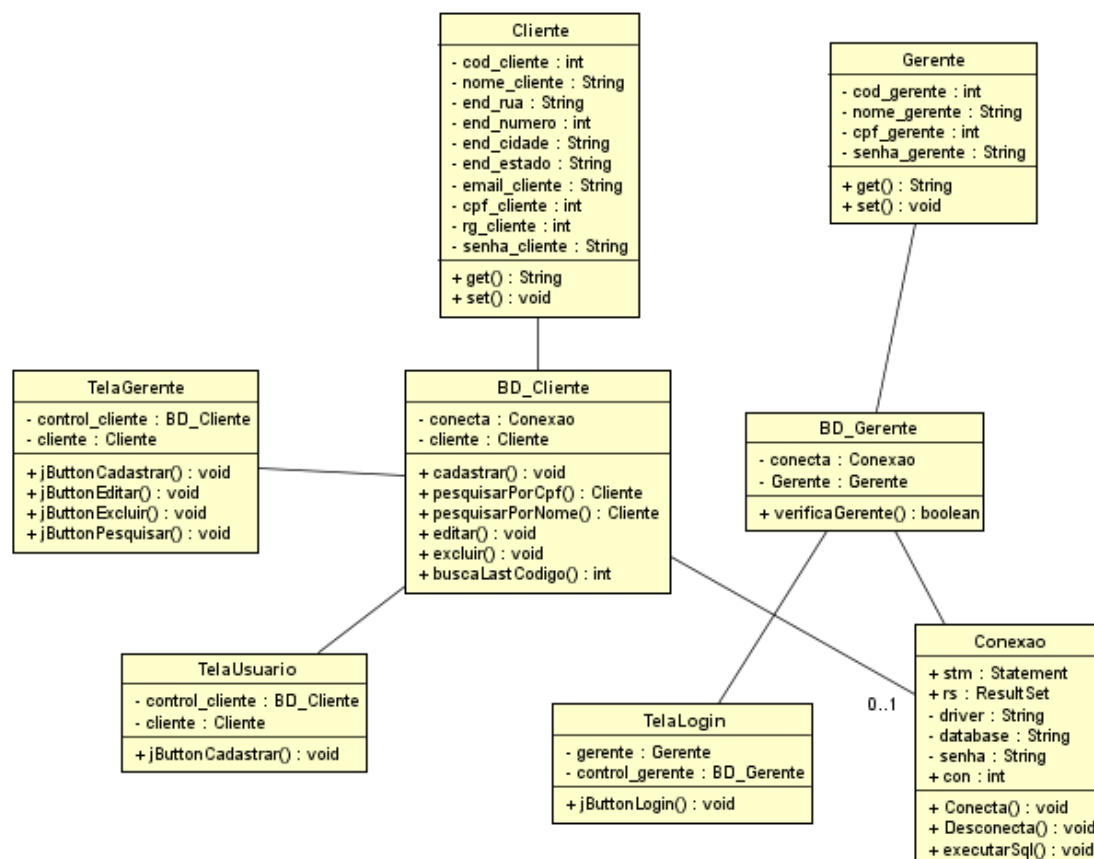 Cliente
- cod_cliente : int
- nome_cliente : String
- end_rua : String
- end_numero : int
- end_cidade : String
- end_estado : String
- email_cliente : String
- cpf_cliente : int
- rg_cliente : int
- senha_cliente : String
+ get() : String
+ set() : void
Gerente
- cod_gerente : int
- nome_gerente : String
- cpf_gerente : int
- senha_gerente : String
+ get() : String
+ set() : void
TelaGerente
- control_cliente : BD_Cliente
- cliente : Cliente
+ jButtonCadastrar() : void
+ jButtonEditar() : void
+ jButtonExcluir() : void
+ jButtonPesquisar() : void
BD_Cliente
- conecta : Conexao
- cliente : Cliente
+ cadastrar() : void
+ pesquisarPorCpf() : Cliente
+ pesquisarPorNome() : Cliente
+ editar() : void
+ excluir() : void
+ buscaLastCodigo() : int
BD_Gerente
- conecta : Conexao
- Gerente : Gerente
+ verificaGerente() : boolean
TelaUsuario
- control_cliente : BD_Cliente
- cliente : Cliente
+ jButtonCadastrar() : void
TelaLogin
- gerente : Gerente
- control_gerente : BD_Gerente
+ jButtonLogin() : void
0..1
Conexao
+ stm : Statement
+ rs : ResultSet
- driver : String
- database : String
- senha : String
+ con : int
+ Conecta() : void
+ Desconecta() : void
+ executarSql() : void